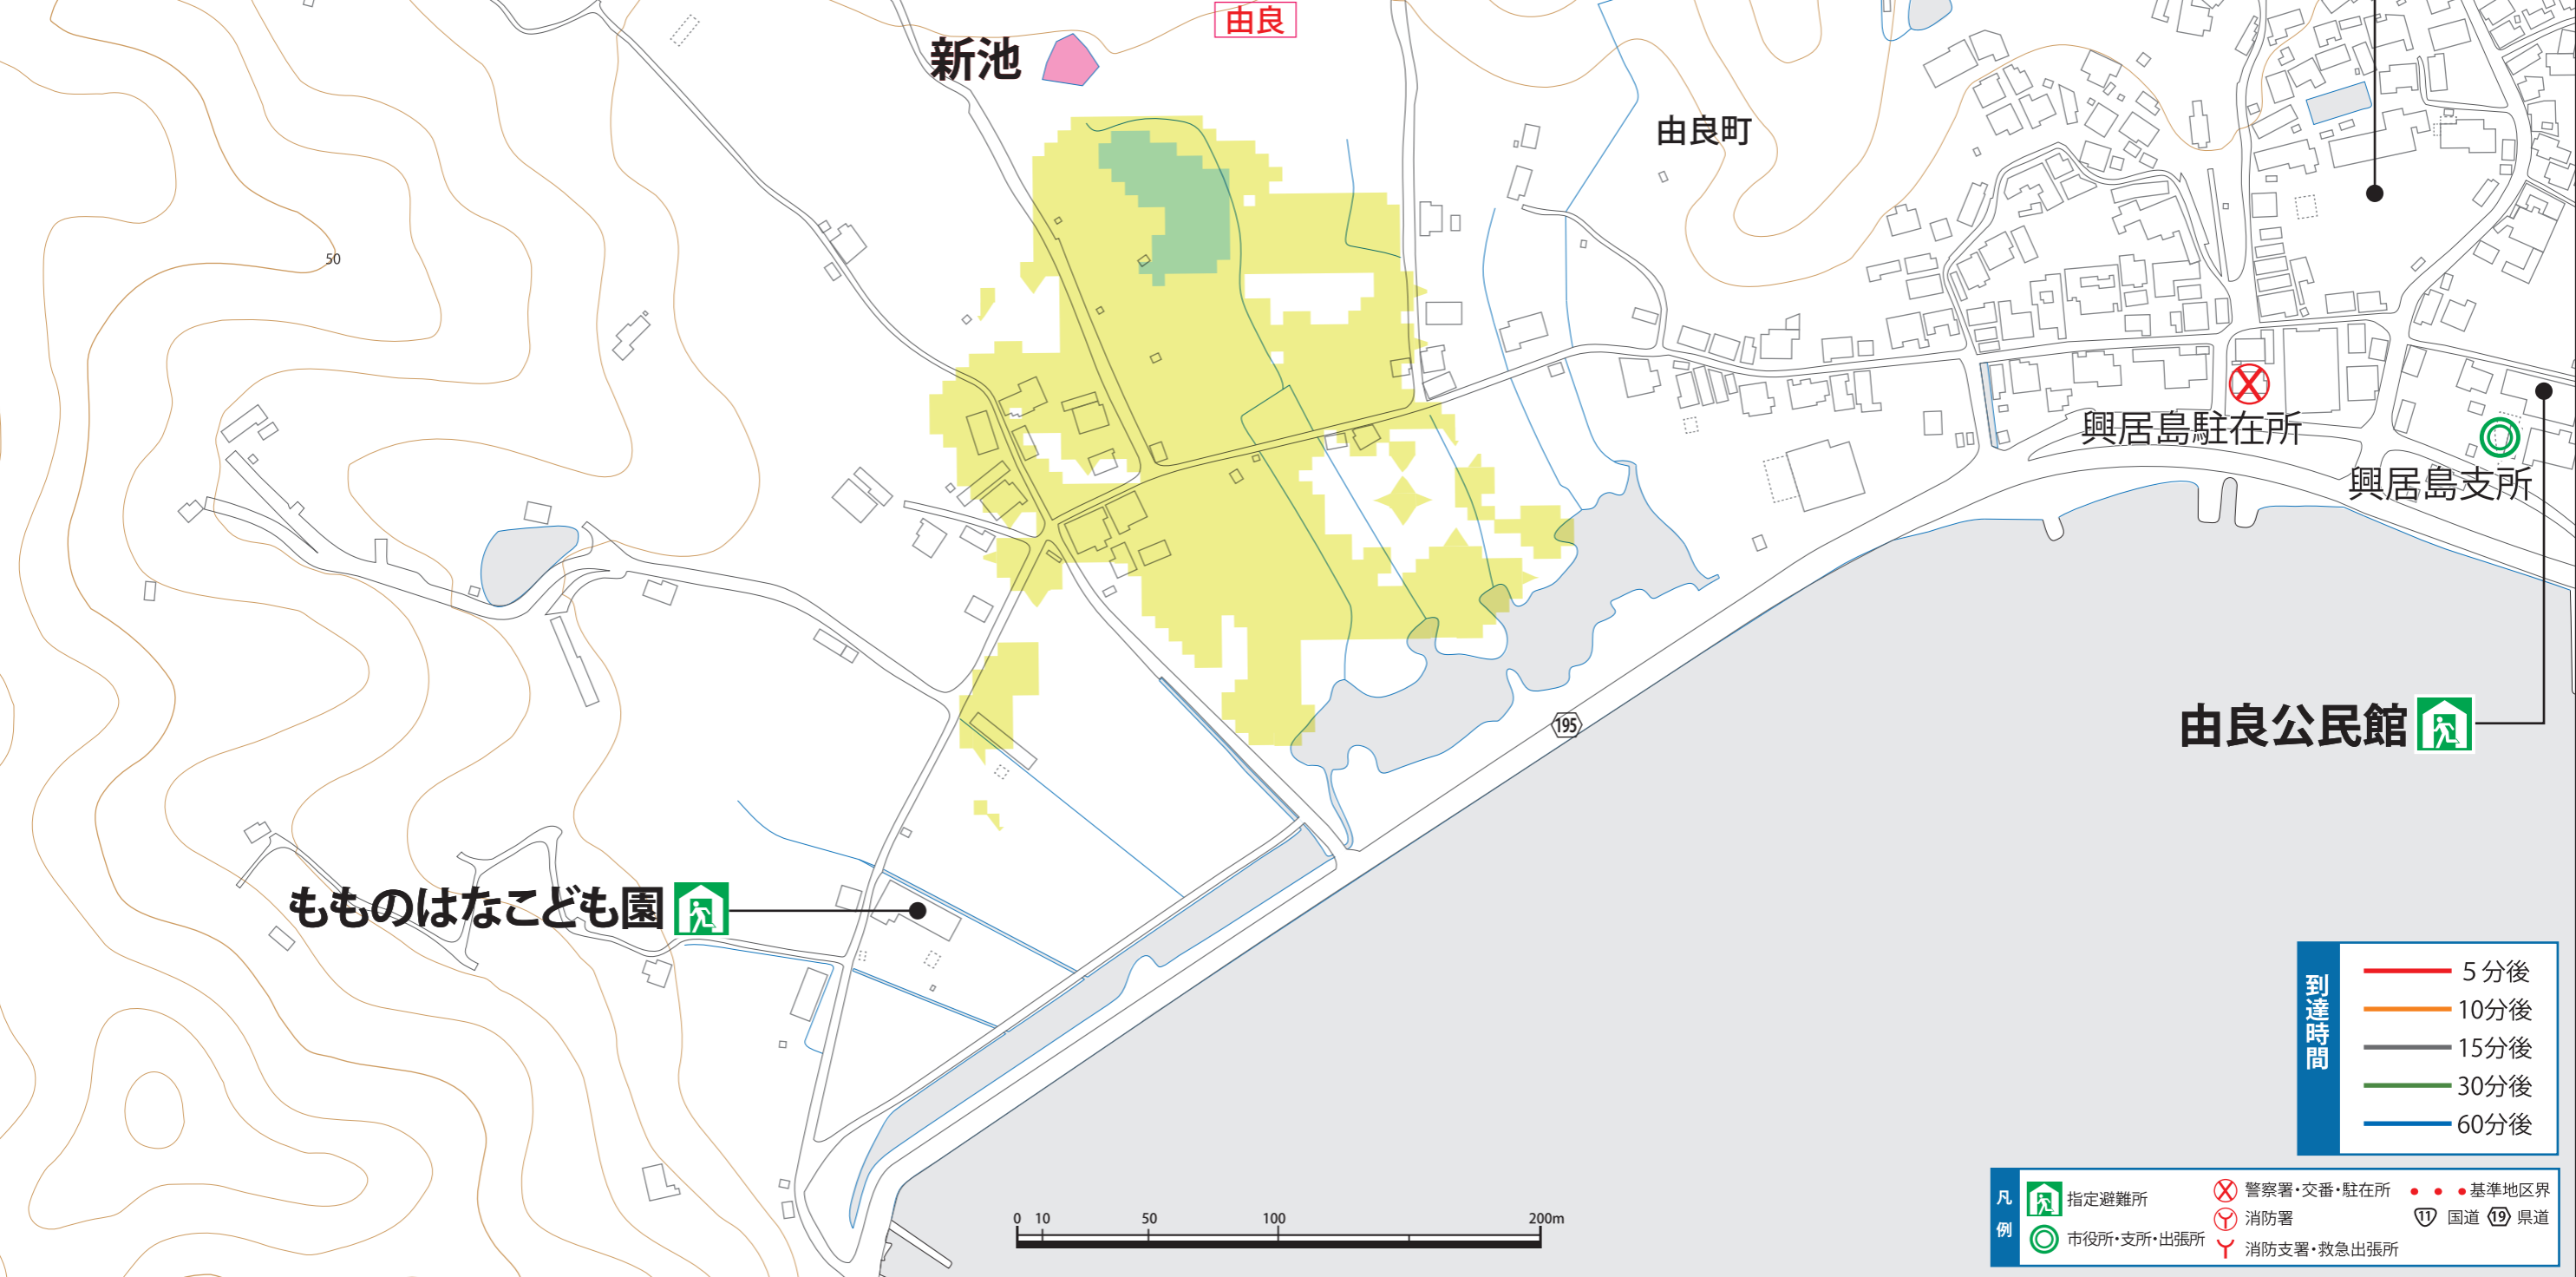 由良
新池
由良町
50
興居島駐在所
興居島支所
由良公民館
195
もものはなこども園
到達時間
5分後
10分後
15分後
30分後
60分後
0 10 50 100 200m
凡例
指定避難所
市役所・支所・出張所
警察署・交番・駐在所
消防署
消防支署・救急出張所
基準地区界
11 国道 19 県道